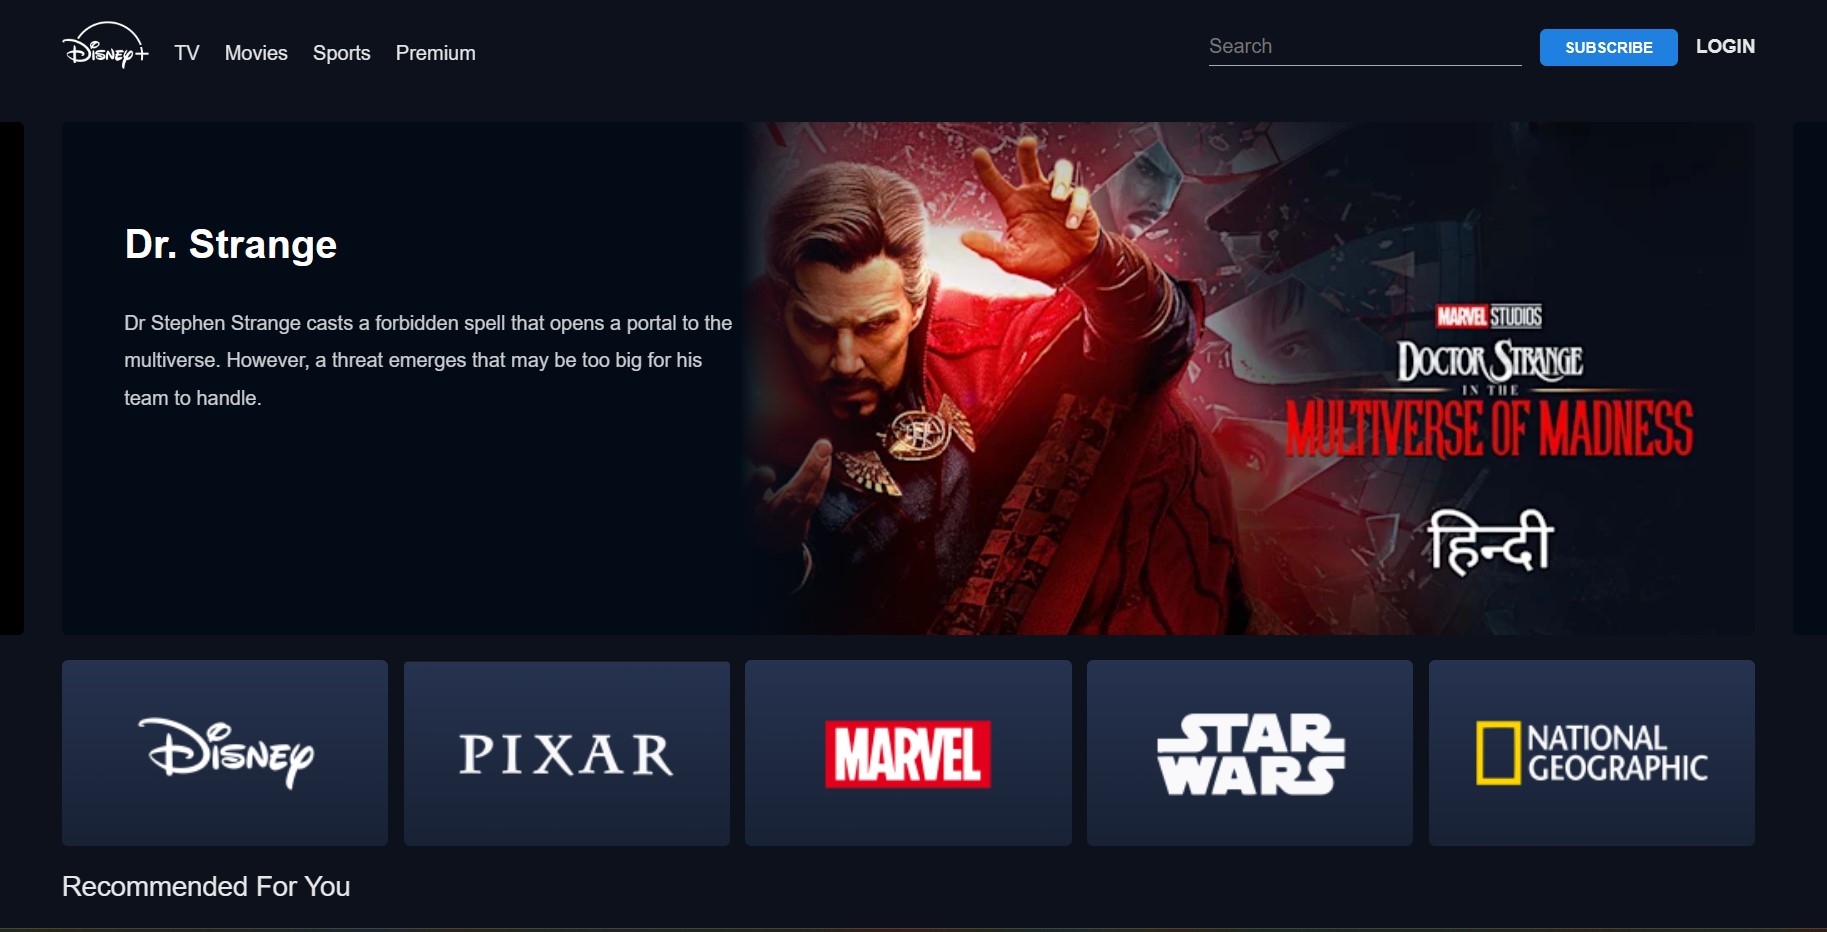 Disney+
TV Movies Sports Premium
Search
SUBSCRIBE
LOGIN
Dr. Strange
Dr Stephen Strange casts a forbidden spell that opens a portal to the
multiverse. However, a threat emerges that may be too big for his
team to handle.
MARVEL STUDIOS
DOCTOR STRANGE
IN THE
MULTIVERSE OF MADNESS
हिन्दी
Disney
PIXAR
MARVEL
STAR
WARS
NATIONAL
GEOGRAPHIC
Recommended For You